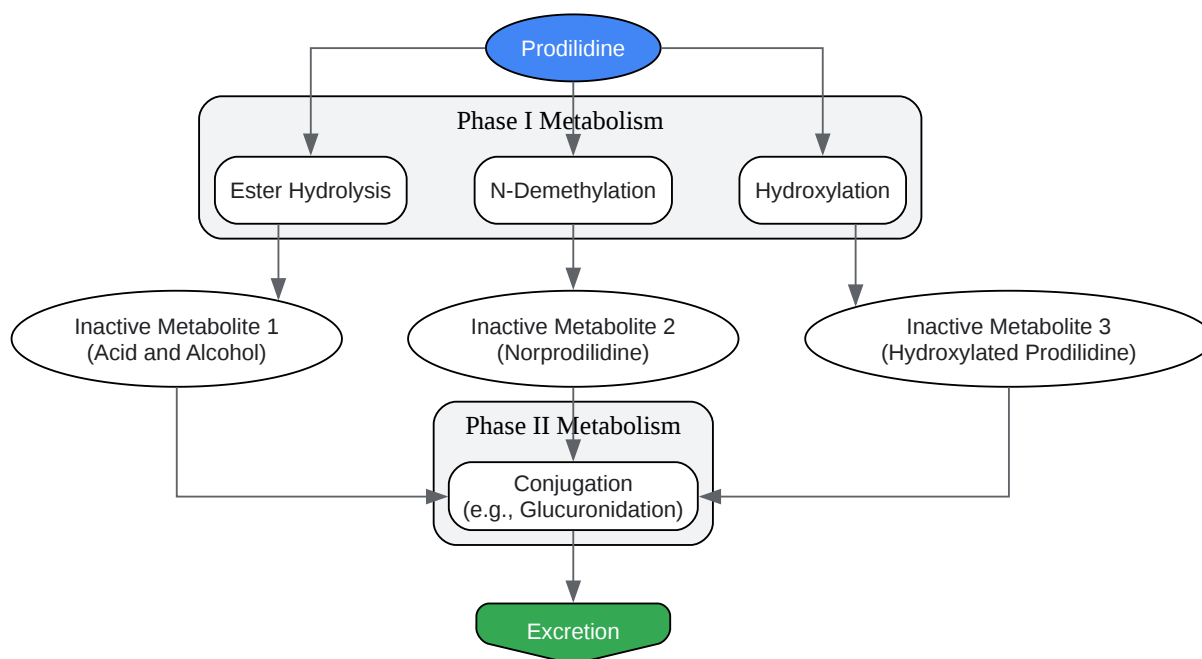 Prodilidine
Phase I Metabolism
Ester Hydrolysis
N-Demethylation
Hydroxylation
Inactive Metabolite 1
(Acid and Alcohol)
Inactive Metabolite 2
(Norprodilidine)
Inactive Metabolite 3
(Hydroxylated Prodilidine)
Phase II Metabolism
Conjugation
(e.g., Glucuronidation)
Excretion